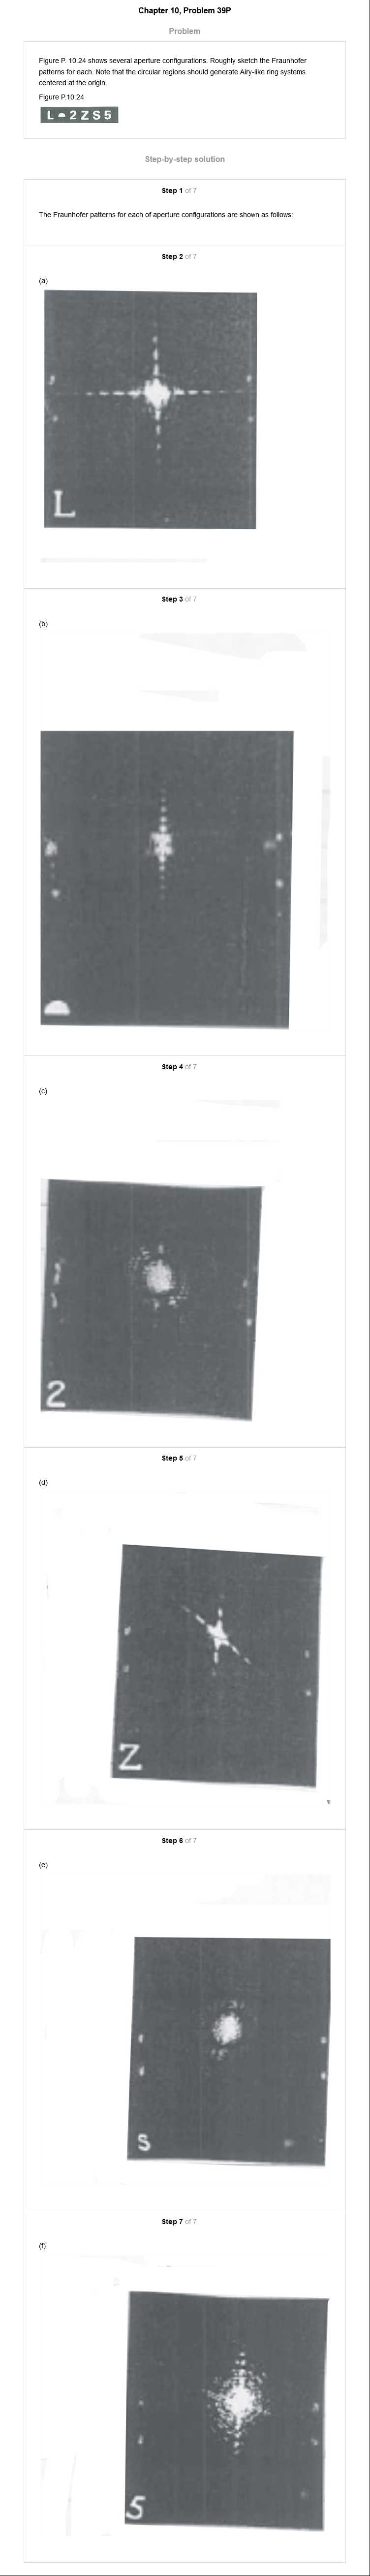 Chapter 10, Problem 39P
Problem
Figure P. 10.24 shows several aperture configurations. Roughly sketch the Fraunhofer
patterns for each. Note that the circular regions should generate Airy-like ring systems
centered at the origin.
Figure P.10.24
L 2 Z S 5
Step-by-step solution
Step 1 of 7
The Fraunhofer patterns for each of aperture configurations are shown as follows:
Step 2 of 7
(a)
L
Step 3 of 7
(b)
Step 4 of 7
(c)
2
Step 5 of 7
(d)
Z
Step 6 of 7
(e)
S
Step 7 of 7
(f)
5